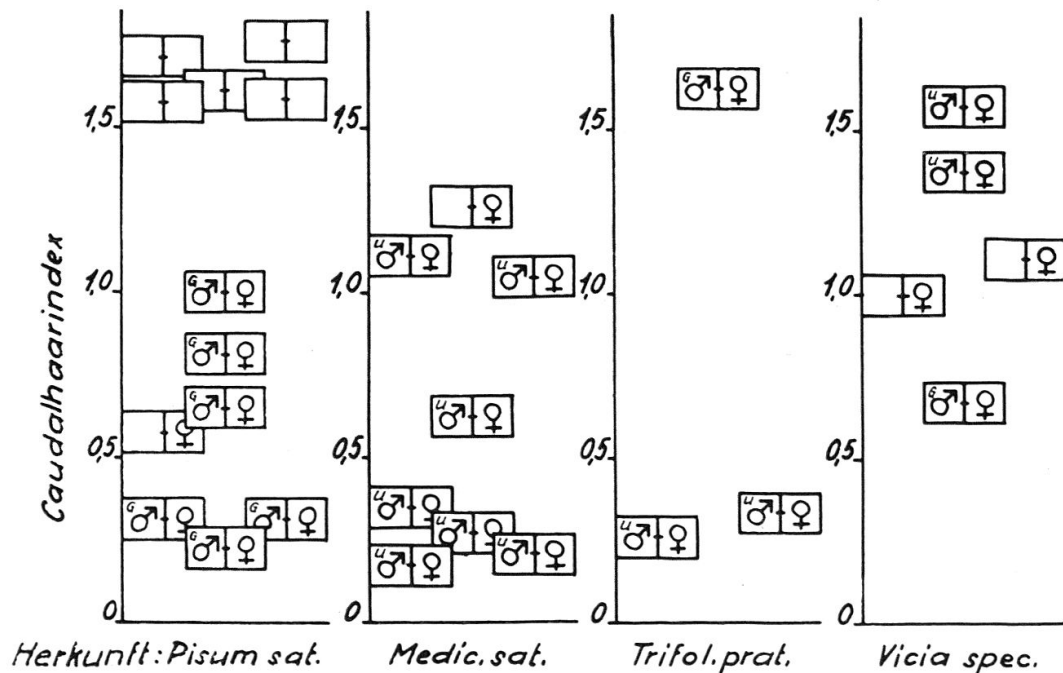 Caudalhaarindex
1,5
1,0
G♂ ♀
G♂ ♀
G♂ ♀
♀
0,5
G♂ ♀
G♂ ♀
G♂ ♀
0
1,5
♀
U♂ ♀
U♂ ♀
1,0
U♂ ♀
0,5
U♂ ♀
U♂ ♀
U♂ ♀
U♂ ♀
0
G♂ ♀
1,5
1,0
0,5
U♂ ♀
U♂ ♀
0
U♂ ♀
1,5
U♂ ♀
♀
1,0
♀
G♂ ♀
0,5
0
Herkunft: Pisum sat. Medic. sat. Trifol. prat. Vicia spec.